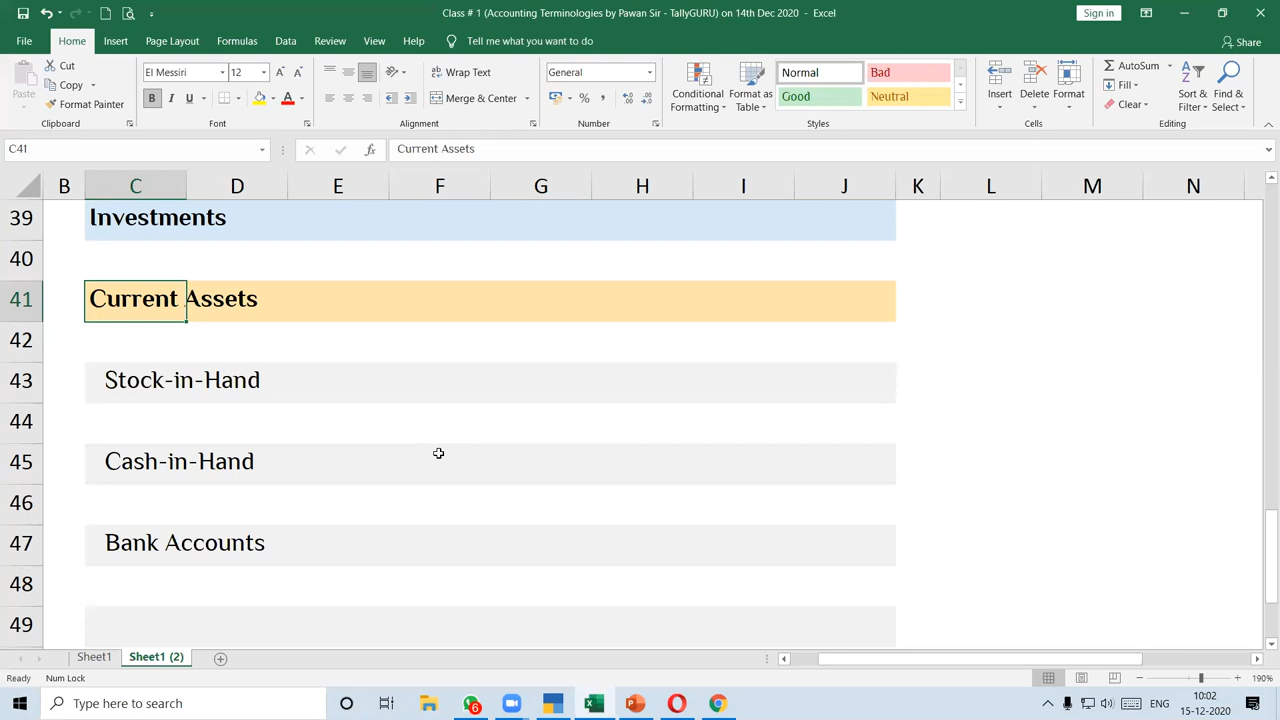 Class # 1 (Accounting Terminologies by Pawan Sir - TallyGURU) on 14th Dec 2020 - Excel
Sign in
File Home Insert Page Layout Formulas Data Review View Help Tell me what you want to do Share
Paste Cut Copy Format Painter
El Messiri 12
B I U
Wrap Text
Merge & Center
General
Conditional Formatting Format as Table
Normal Bad
Good Neutral
Insert Delete Format
AutoSum
Fill
Clear
Sort & Filter Find & Select
Clipboard Font Alignment Number Styles Cells Editing
C41 fx Current Assets
B C D E F G H I J K L M N
39 Investments
40
41 Current Assets
42
43 Stock-in-Hand
44
45 Cash-in-Hand
46
47 Bank Accounts
48
49
Sheet1 Sheet1 (2)
Ready Num Lock 190%
Type here to search 6 ENG 10:02
15-12-2020